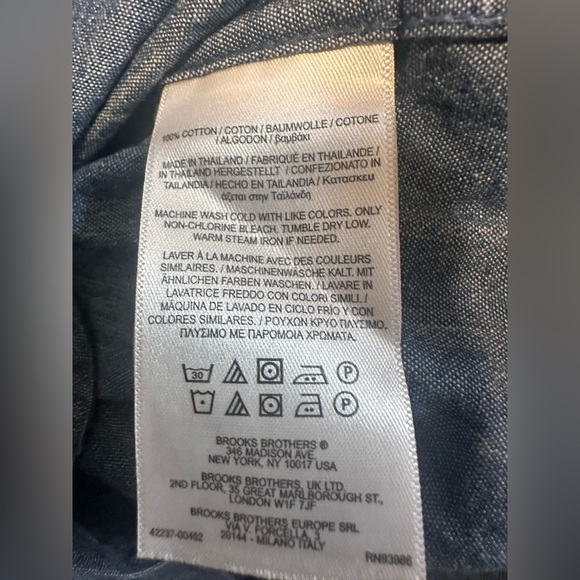 100% COTTON / COTON / BAUMWOLLE / COTONE
/ ALGODON / βαμβάκι
MADE IN THAILAND / FABRIQUÉ EN THAILANDE /
IN THAILAND HERGESTELLT / CONFEZIONATO IN
TAILANDIA / HECHO EN TAILANDIA / Κατασκευ
άζεται στην Ταϊλάνδη
MACHINE WASH COLD WITH LIKE COLORS. ONLY
NON-CHLORINE BLEACH. TUMBLE DRY LOW.
WARM STEAM IRON IF NEEDED.
LAVER À LA MACHINE AVEC DES COULEURS
SIMILAIRES. / MASCHINENWÄSCHE KALT. MIT
ÄHNLICHEN FARBEN WASCHEN. / LAVARE IN
LAVATRICE FREDDO CON COLORI SIMILI. /
MÁQUINA DE LAVADO EN CICLO FRÍO Y CON
COLORES SIMILARES. / ΡΟΥΧΩΝ ΚΡΥΟ ΠΛΥΣΙΜΟ.
ΠΛΥΣΙΜΟ ΜΕ ΠΑΡΟΜΟΙΑ ΧΡΩΜΑΤΑ.
30 P
P
BROOKS BROTHERS ®
346 MADISON AVE.
NEW YORK, NY 10017 USA
BROOKS BROTHERS, UK LTD.
2ND FLOOR, 35 GREAT MARLBOROUGH ST.,
LONDON W1F 7JF
BROOKS BROTHERS EUROPE SRL
VIA V. FORCELLA, 3
42237-00452 20144 - MILANO ITALY RN93986